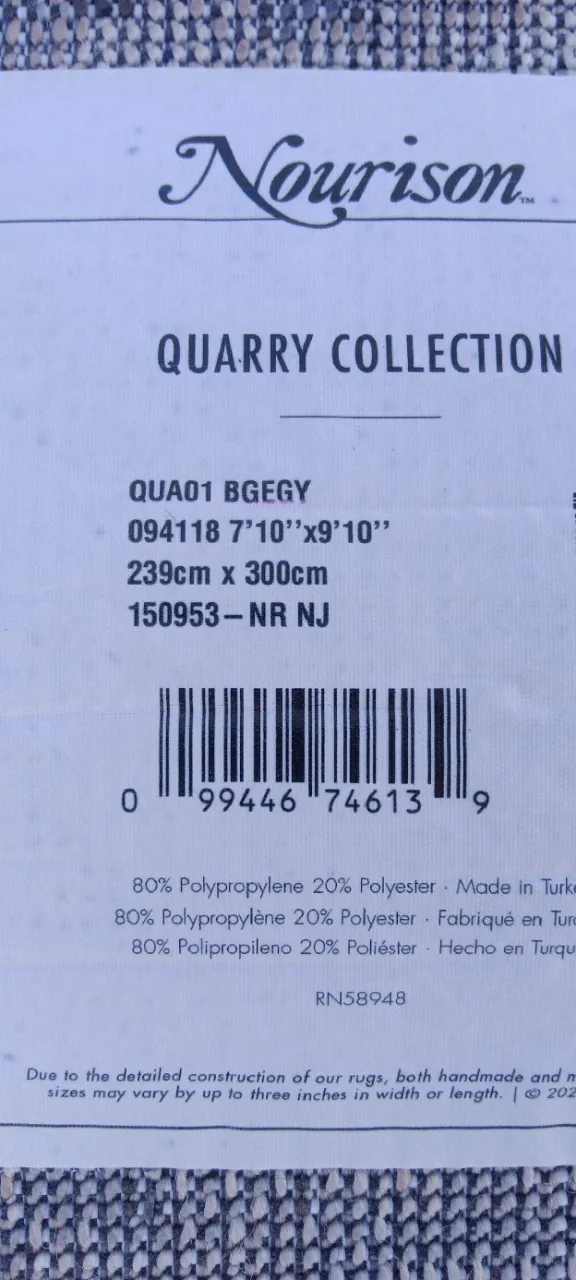 Nourison™
QUARRY COLLECTION
QUA01 BGEGY
094118 7'10''x9'10''
239cm x 300cm
150953–NR NJ
0 99446 74613 9
80% Polypropylene 20% Polyester · Made in
80% Polypropylène 20% Polyester · Fabriqué en
80% Polipropileno 20% Poliéster · Hecho en
RN58948
Due to the detailed construction of our rugs, both handmade and
sizes may vary by up to three inches in width or length. | ©